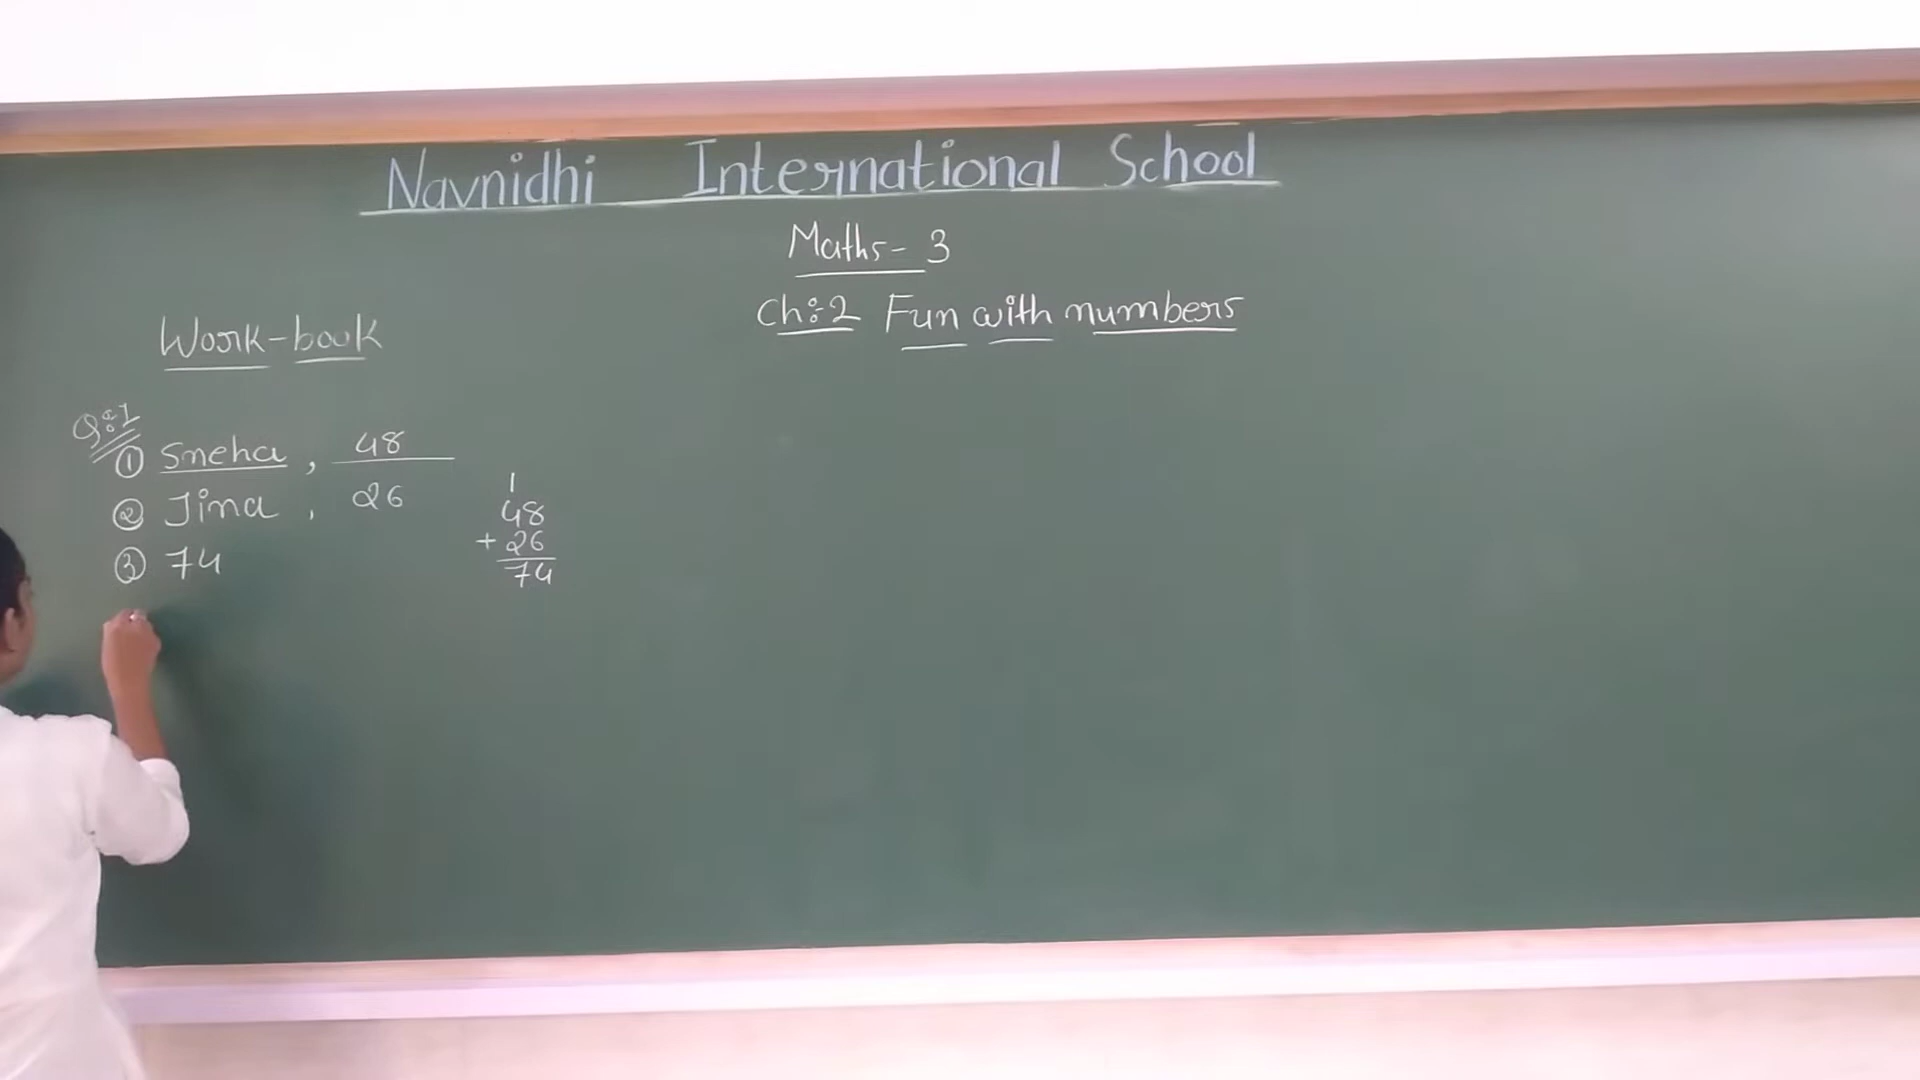 Navnidhi International School
Maths- 3
Ch:2 Fun with numbers
Work-book
Q:1
① Sneha, 48
② Jina, 26
③ 74
1
48
+ 26
74